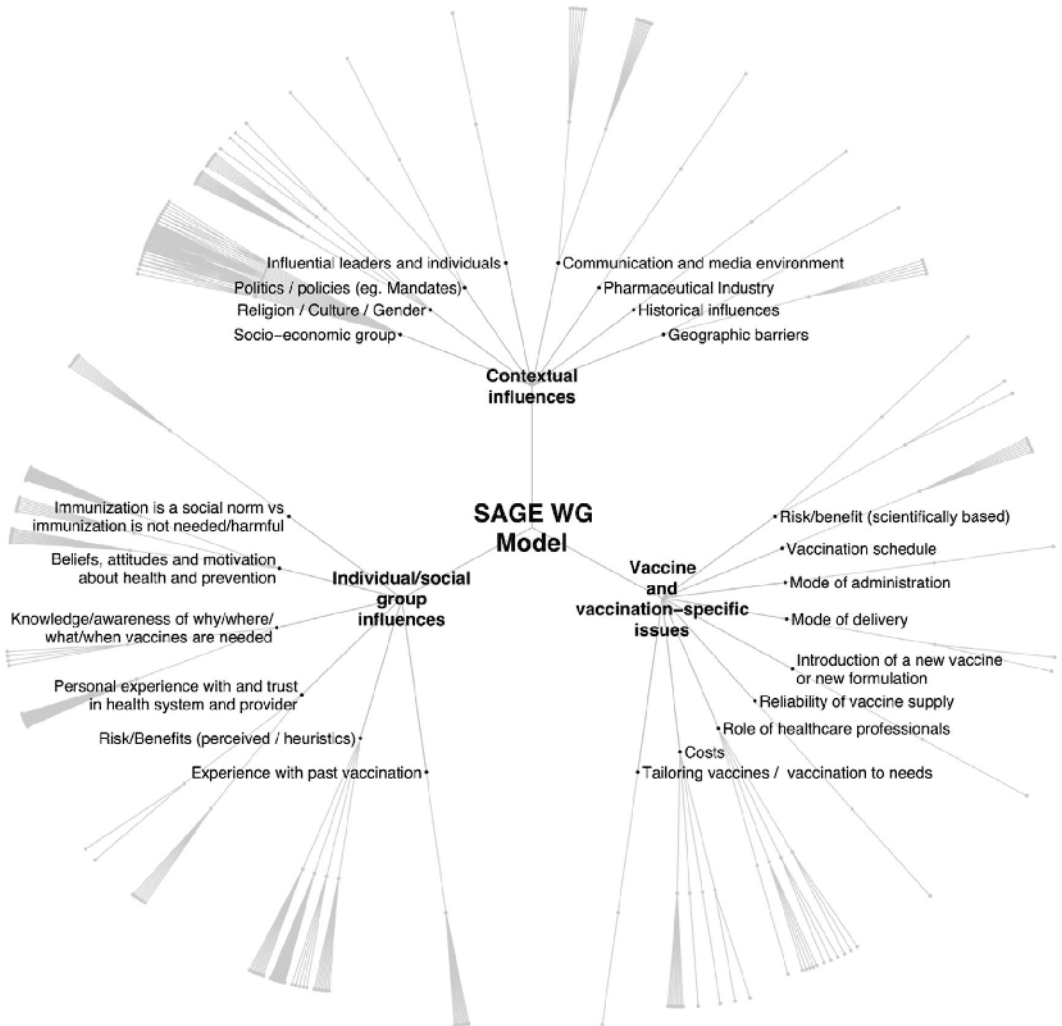 Influential leaders and individuals
Communication and media environment
Politics / policies (eg. Mandates)
Pharmaceutical Industry
Religion / Culture / Gender
Historical influences
Socio−economic group
Geographic barriers
Contextual
influences
SAGE WG
Model
Immunization is a social norm vs
immunization is not needed/harmful
Beliefs, attitudes and motivation
about health and prevention
Individual/social
group
influences
Knowledge/awareness of why/where/
what/when vaccines are needed
Personal experience with and trust
in health system and provider
Risk/Benefits (perceived / heuristics)
Experience with past vaccination
Risk/benefit (scientifically based)
Vaccination schedule
Vaccine
and
vaccination−specific
issues
Mode of administration
Mode of delivery
Introduction of a new vaccine
or new formulation
Reliability of vaccine supply
Role of healthcare professionals
Costs
Tailoring vaccines / vaccination to needs